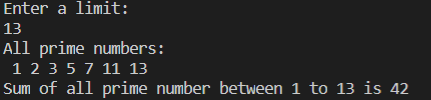 Enter a limit:
13
All prime numbers:
1 2 3 5 7 11 13
Sum of all prime number between 1 to 13 is 42